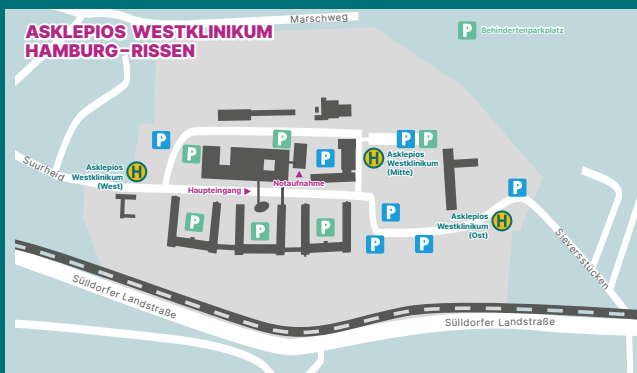 Marschweg
ASKLEPIOS WESTKLINIKUM
HAMBURG-RISSEN
P Behindertenparkplatz
P
P
P
P
P
P
Suurheid
Asklepios
Westklinikum
(West)
H
H
Asklepios
Westklinikum
(Mitte)
Notaufnahme
Haupteingang
P
P
P
P
P
Asklepios
Westklinikum
(Ost)
H
P
P
Sieversstücken
Sülldorfer Landstraße
Sülldorfer Landstraße